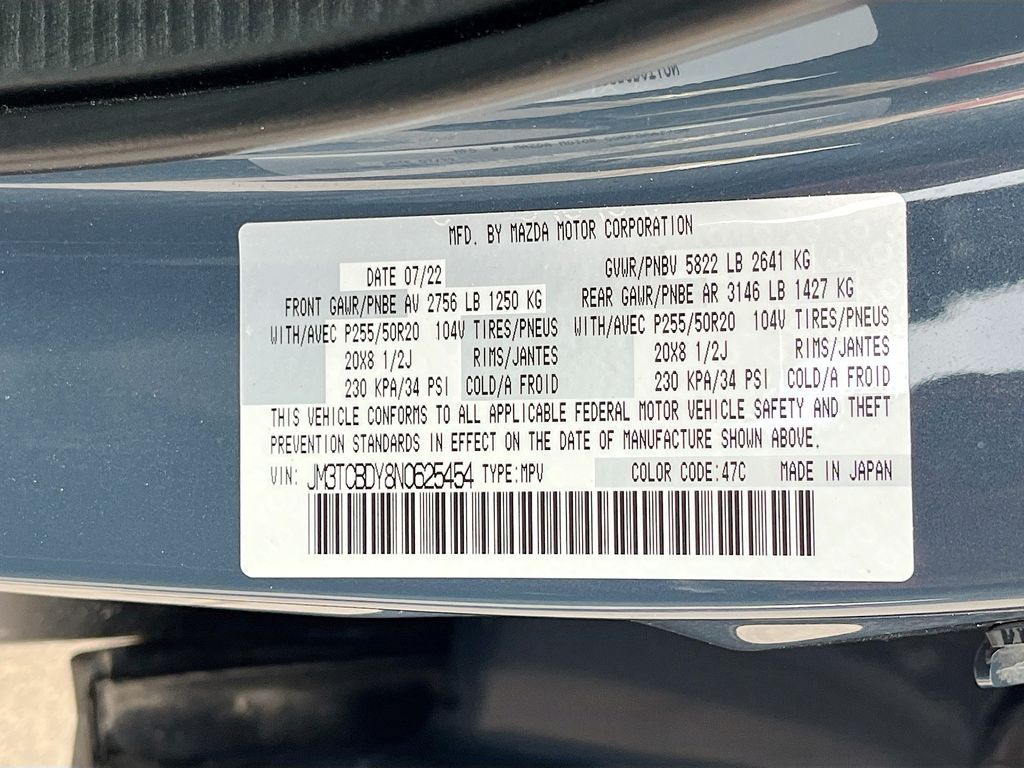 MFD. BY MAZDA MOTOR CORPORATION
DATE 07/22 GVWR/PNBV 5822 LB 2641 KG
FRONT GAWR/PNBE AV 2756 LB 1250 KG REAR GAWR/PNBE AR 3146 LB 1427 KG
WITH/AVEC P255/50R20 104V TIRES/PNEUS WITH/AVEC P255/50R20 104V TIRES/PNEUS
20X8 1/2J RIMS/JANTES 20X8 1/2J RIMS/JANTES
230 KPA/34 PSI COLD/A FROID 230 KPA/34 PSI COLD/A FROID
THIS VEHICLE CONFORMS TO ALL APPLICABLE FEDERAL MOTOR VEHICLE SAFETY AND THEFT
PREVENTION STANDARDS IN EFFECT ON THE DATE OF MANUFACTURE SHOWN ABOVE.
VIN: JM3TCBDY8N0625454 TYPE:MPV COLOR CODE:47C MADE IN JAPAN